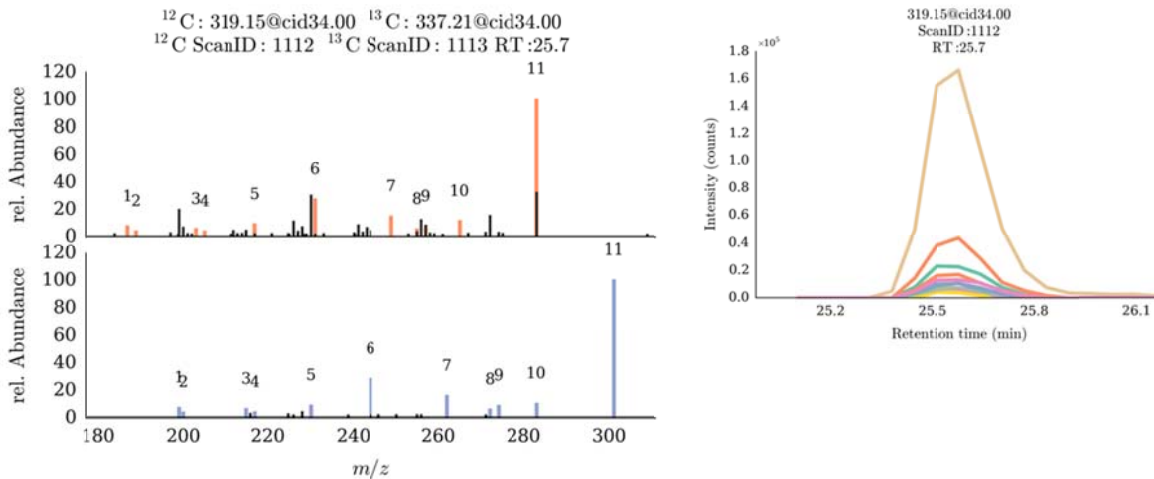 ¹²C : 319.15@cid34.00 ¹³C : 337.21@cid34.00
¹²C ScanID : 1112 ¹³C ScanID : 1113 RT :25.7
rel. Abundance
120
100
80
60
40
20
0
1 2 3 4 5 6 7 8 9 10 11
rel. Abundance
120
100
80
60
40
20
0
1 2 3 4 5 6 7 8 9 10 11
180 200 220 240 260 280 300
m/z
319.15@cid34.00
ScanID :1112
RT :25.7
×10⁵
Intensity (counts)
1.8
1.6
1.4
1.2
1.0
0.8
0.6
0.4
0.2
0.0
25.2 25.5 25.8 26.1
Retention time (min)